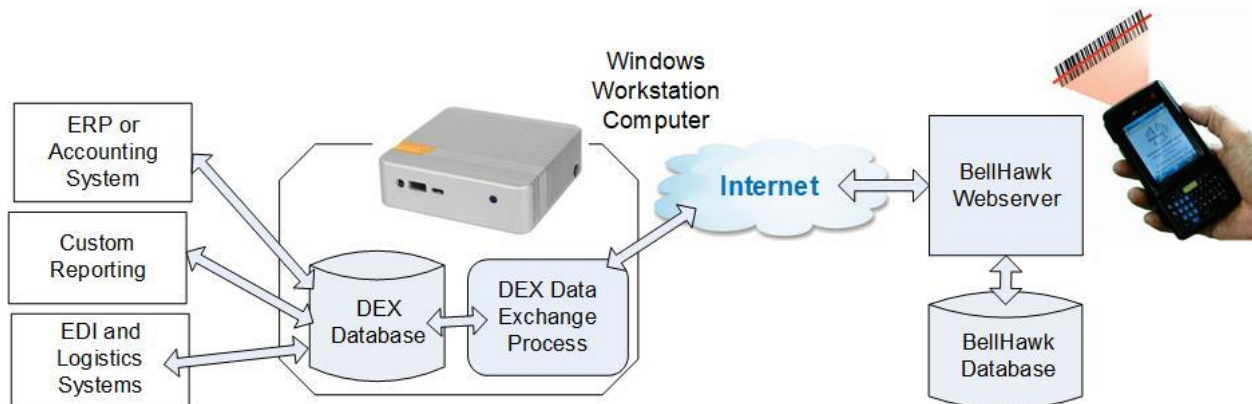 Windows
Workstation
Computer
ERP or
Accounting
System
Custom
Reporting
EDI and
Logistics
Systems
DEX
Database
DEX Data
Exchange
Process
Internet
BellHawk
Webserver
BellHawk
Database